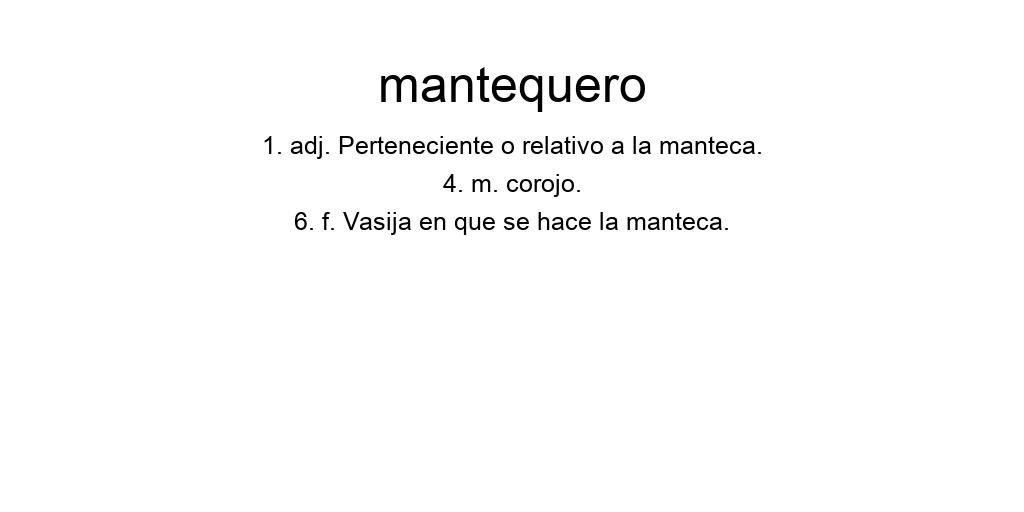 mantequero
1. adj. Perteneciente o relativo a la manteca.
4. m. corojo.
6. f. Vasija en que se hace la manteca.